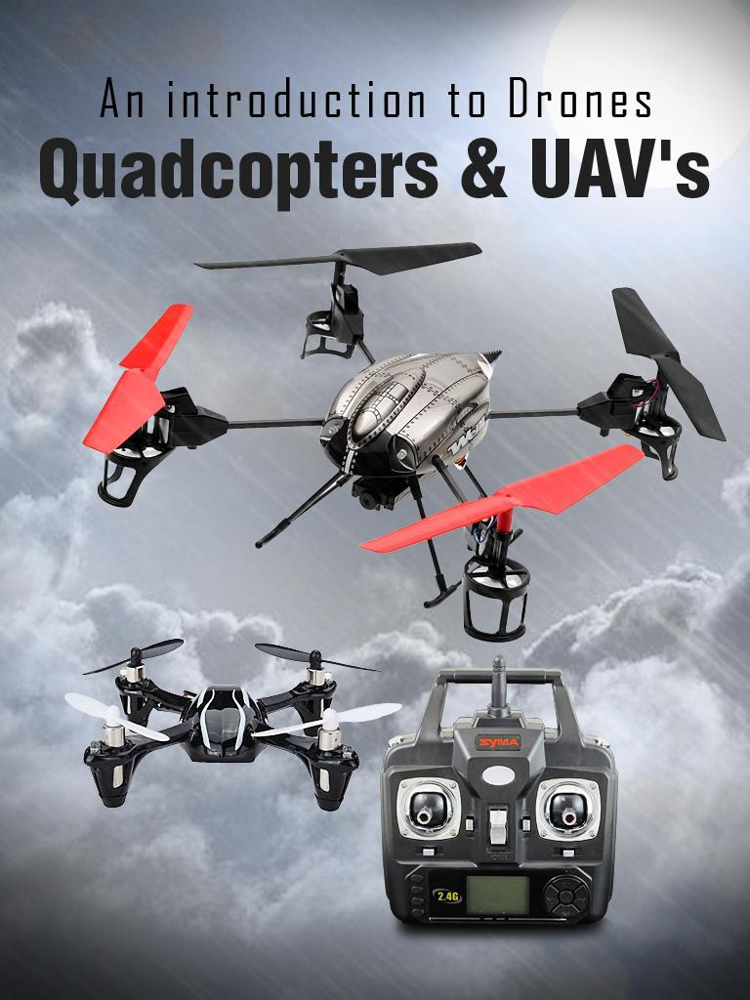 An introduction to Drones
Quadcopters & UAV's
SYMA
2.4G